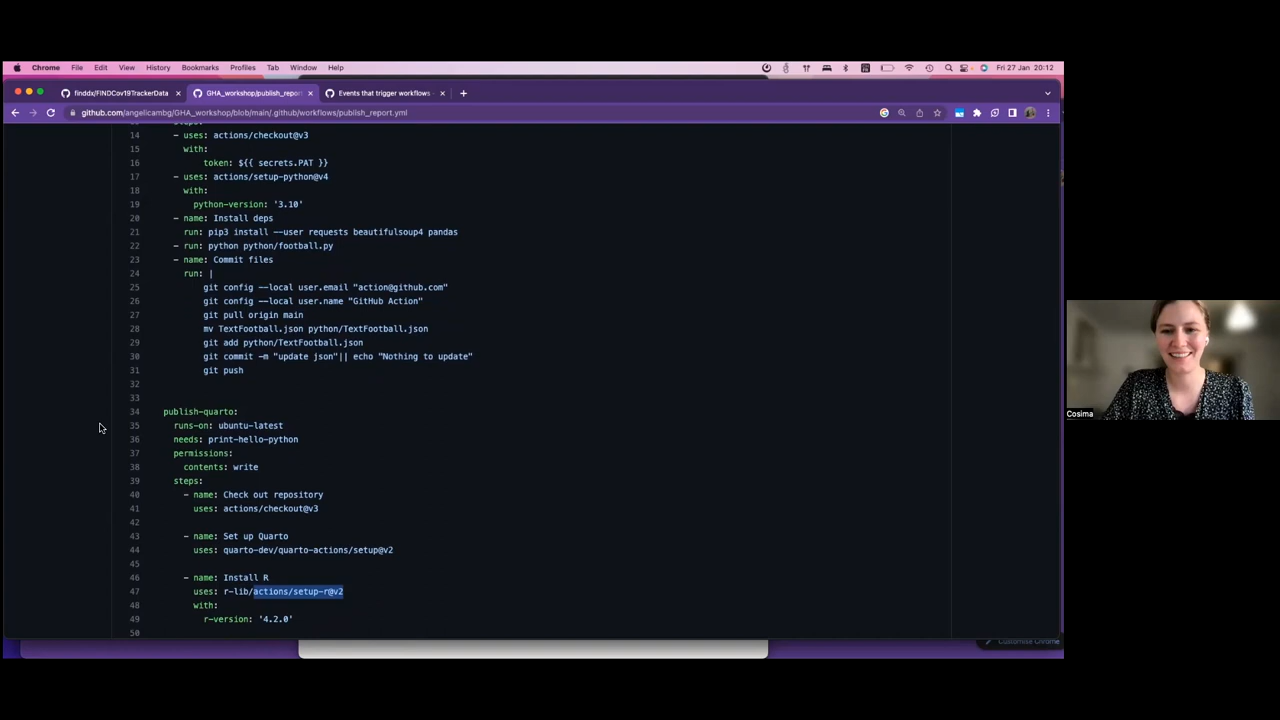 Chrome File Edit View History Bookmarks Profiles Tab Window Help Fri 27 Jan 20:12
finddx/FINDCov19TrackerData GHA_workshop/publish_report Events that trigger workflows
github.com/angelicambg/GHA_workshop/blob/main/.github/workflows/publish_report.yml
14 - uses: actions/checkout@v3
15 with:
16 token: ${{ secrets.PAT }}
17 - uses: actions/setup-python@v4
18 with:
19 python-version: '3.10'
20 - name: Install deps
21 run: pip3 install --user requests beautifulsoup4 pandas
22 - run: python python/football.py
23 - name: Commit files
24 run: |
25 git config --local user.email "action@github.com"
26 git config --local user.name "GitHub Action"
27 git pull origin main
28 mv TextFootball.json python/TextFootball.json
29 git add python/TextFootball.json
30 git commit -m "update json"|| echo "Nothing to update"
31 git push
32
33
34 publish-quarto:
35 runs-on: ubuntu-latest
36 needs: print-hello-python
37 permissions:
38 contents: write
39 steps:
40 - name: Check out repository
41 uses: actions/checkout@v3
42
43 - name: Set up Quarto
44 uses: quarto-dev/quarto-actions/setup@v2
45
46 - name: Install R
47 uses: r-lib/actions/setup-r@v2
48 with:
49 r-version: '4.2.0'
50
Customise Chrome
Cosima